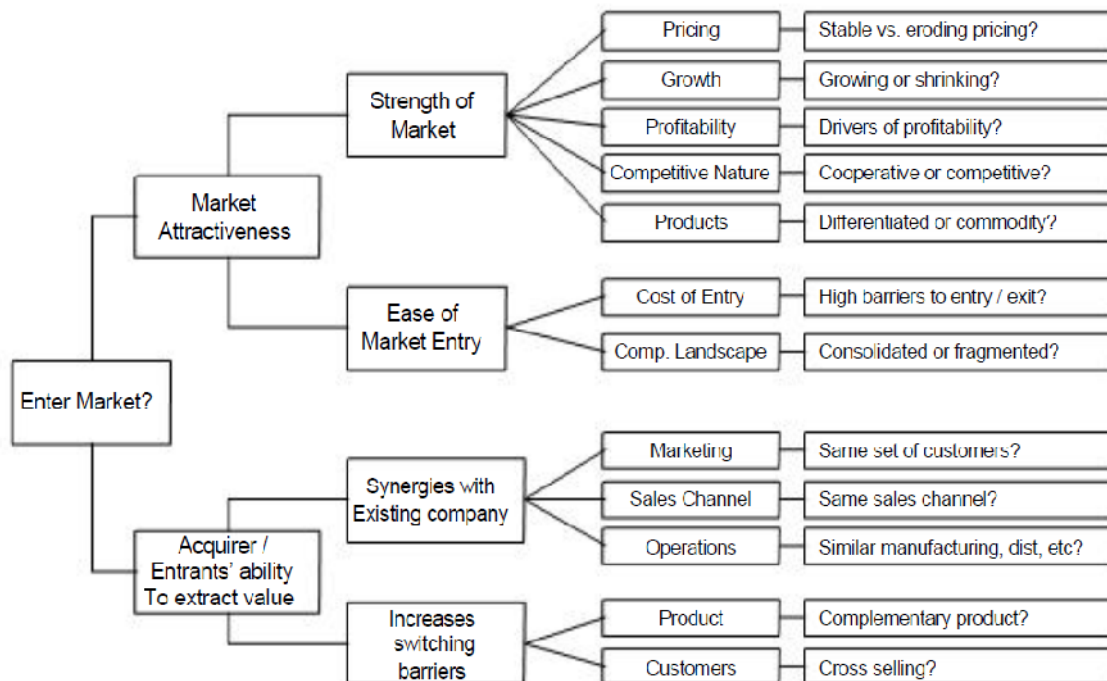 Enter Market?
Market
Attractiveness
Strength of
Market
Pricing
Stable vs. eroding pricing?
Growth
Growing or shrinking?
Profitability
Drivers of profitability?
Competitive Nature
Cooperative or competitive?
Products
Differentiated or commodity?
Ease of
Market Entry
Cost of Entry
High barriers to entry / exit?
Comp. Landscape
Consolidated or fragmented?
Acquirer /
Entrants' ability
To extract value
Synergies with
Existing company
Marketing
Same set of customers?
Sales Channel
Same sales channel?
Operations
Similar manufacturing, dist, etc?
Increases
switching
barriers
Product
Complementary product?
Customers
Cross selling?